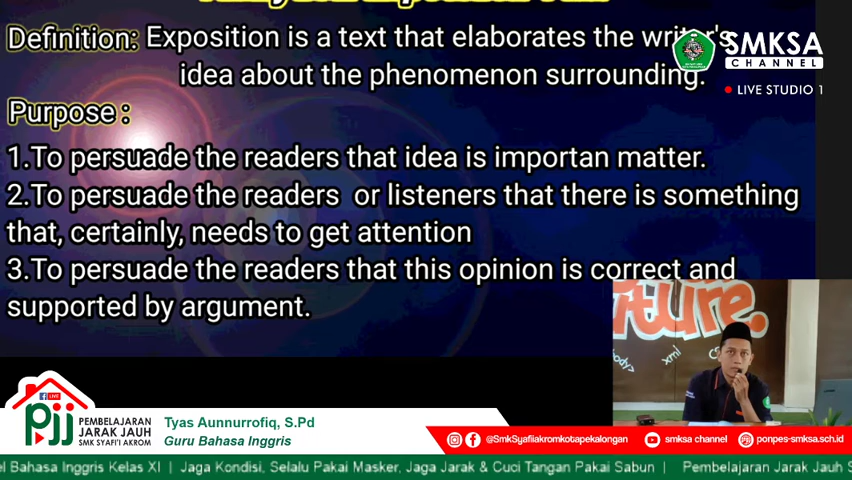 Definition: Exposition is a text that elaborates the writer's
idea about the phenomenon surrounding.
Purpose :
1.To persuade the readers that idea is importan matter.
2.To persuade the readers or listeners that there is something
that, certainly, needs to get attention
3.To persuade the readers that this opinion is correct and
supported by argument.
SMKSA
CHANNEL
LIVE STUDIO 1
uture.
xml
LIVE
pjj
PEMBELAJARAN
JARAK JAUH
SMK SYAFI'I AKROM
Tyas Aunnurrofiq, S.Pd
Guru Bahasa Inggris
@SmkSyafiiakromkotapekalongan
smksa channel
ponpes-smksa.sch.id
el Bahasa Inggris Kelas XI | Jaga Kondisi, Selalu Pakai Masker, Jaga Jarak & Cuci Tangan Pakai Sabun | Pembelajaran Jarak Jauh S